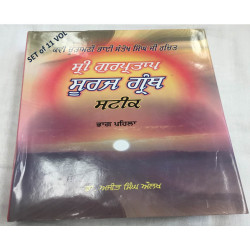 SET of 11 VOL
ਕਵੀ ਚੂੜਾਮਣੀ ਭਾਈ ਸੰਤੋਖ ਸਿੰਘ ਜੀ ਰਚਿਤ
ਸ੍ਰੀ ਗੁਰਪ੍ਰਤਾਪ
ਸੂਰਜ ਗ੍ਰੰਥ
ਸਟੀਕ
ਭਾਗ ਪਹਿਲਾ
ਡਾ. ਅਜੀਤ ਸਿੰਘ ਔਲਖ